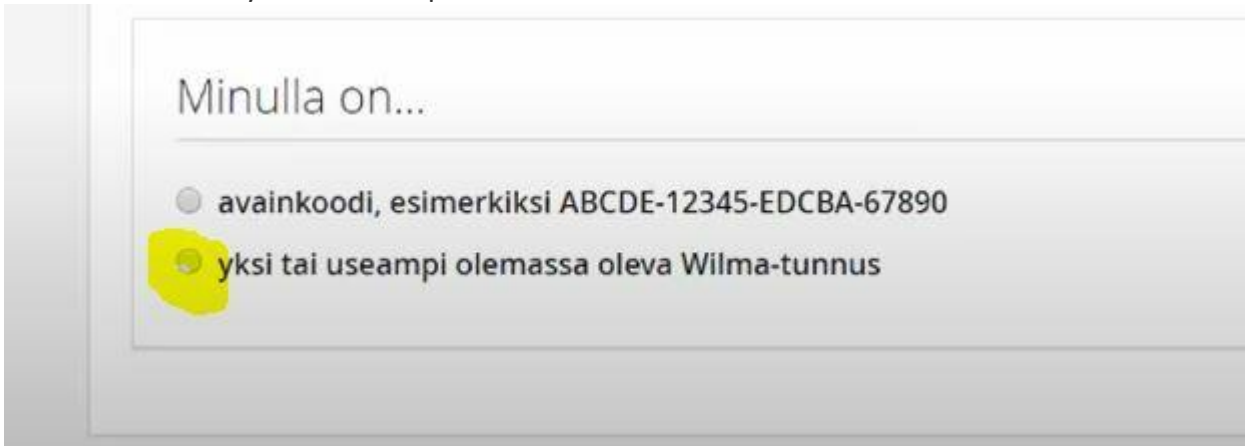 Minulla on...
avainkoodi, esimerkiksi ABCDE-12345-EDCBA-67890
yksi tai useampi olemassa oleva Wilma-tunnus